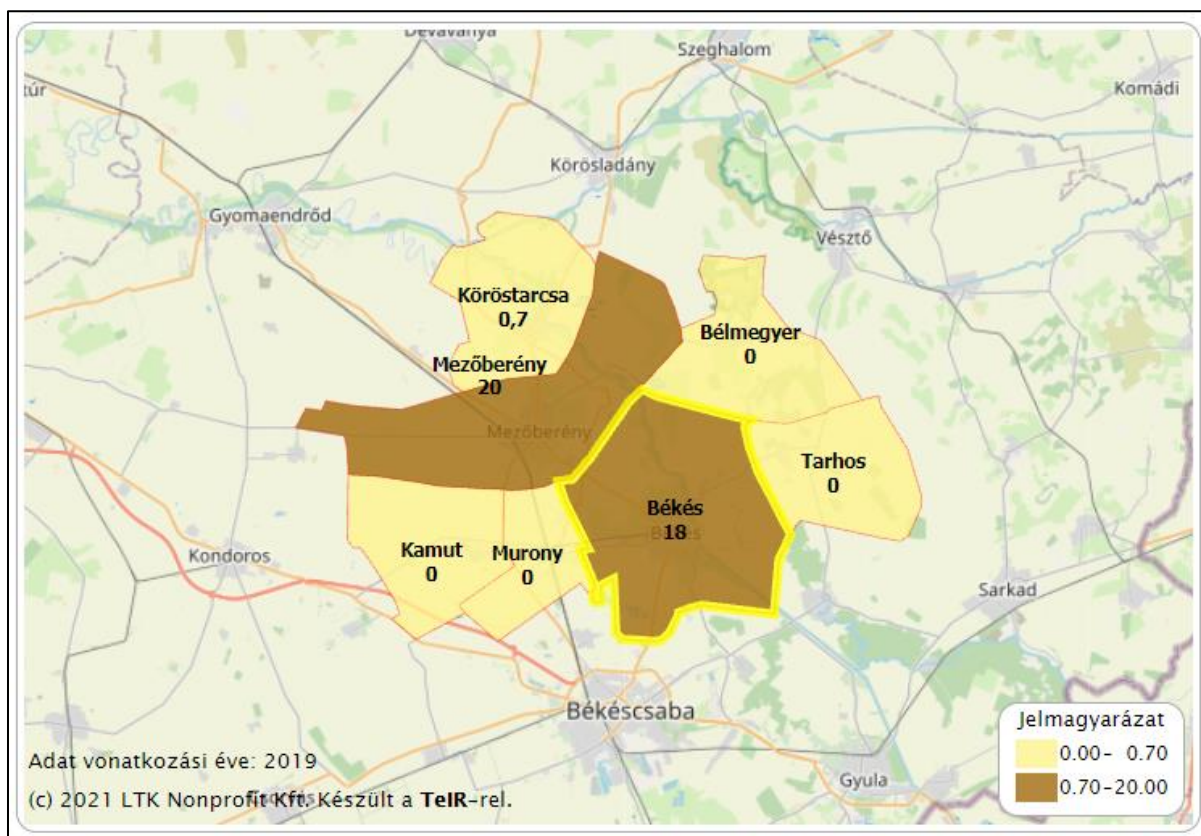 Dévaványa
Szeghalom
Komádi
túr
Körösladány
Gyomaendrőd
Vésztő
Köröstarcsa
0,7
Bélmegyer
0
Mezőberény
20
Mezőberény
Tarhos
0
Békés
18
Kondoros
Kamut
0
Murony
0
Sarkad
Békéscsaba
Jelmagyarázat
0.00- 0.70
0.70-20.00
Gyula
Adat vonatkozási éve: 2019
(c) 2021 LTK Nonprofit Kft. Készült a TeIR-rel.